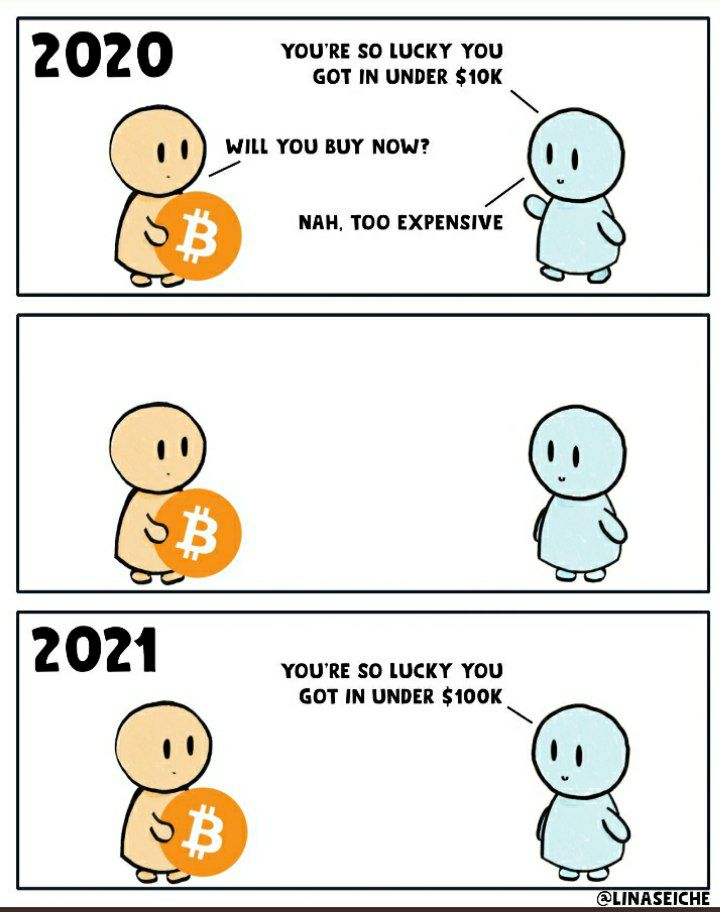 2020
YOU'RE SO LUCKY YOU
GOT IN UNDER $10K
WILL YOU BUY NOW?
NAH, TOO EXPENSIVE
₿
₿
2021
YOU'RE SO LUCKY YOU
GOT IN UNDER $100K
₿
@LINASEICHE